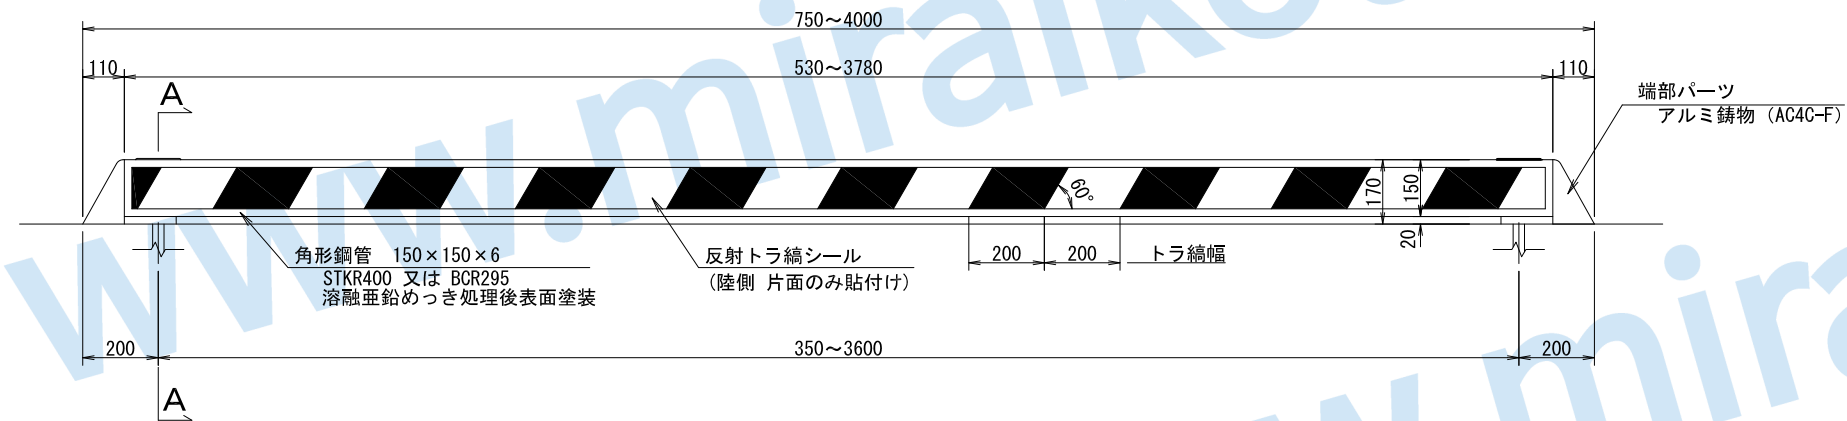 750～4000
110
530～3780
110
A
端部パーツ
アルミ鋳物 (AC4C-F)
60°
170
150
20
角形鋼管 150×150×6
STKR400 又は BCR295
溶融亜鉛めっき処理後表面塗装
反射トラ縞シール
(陸側 片面のみ貼付け)
200
200
トラ縞幅
200
350～3600
200
A
www.miraiko
www.mira